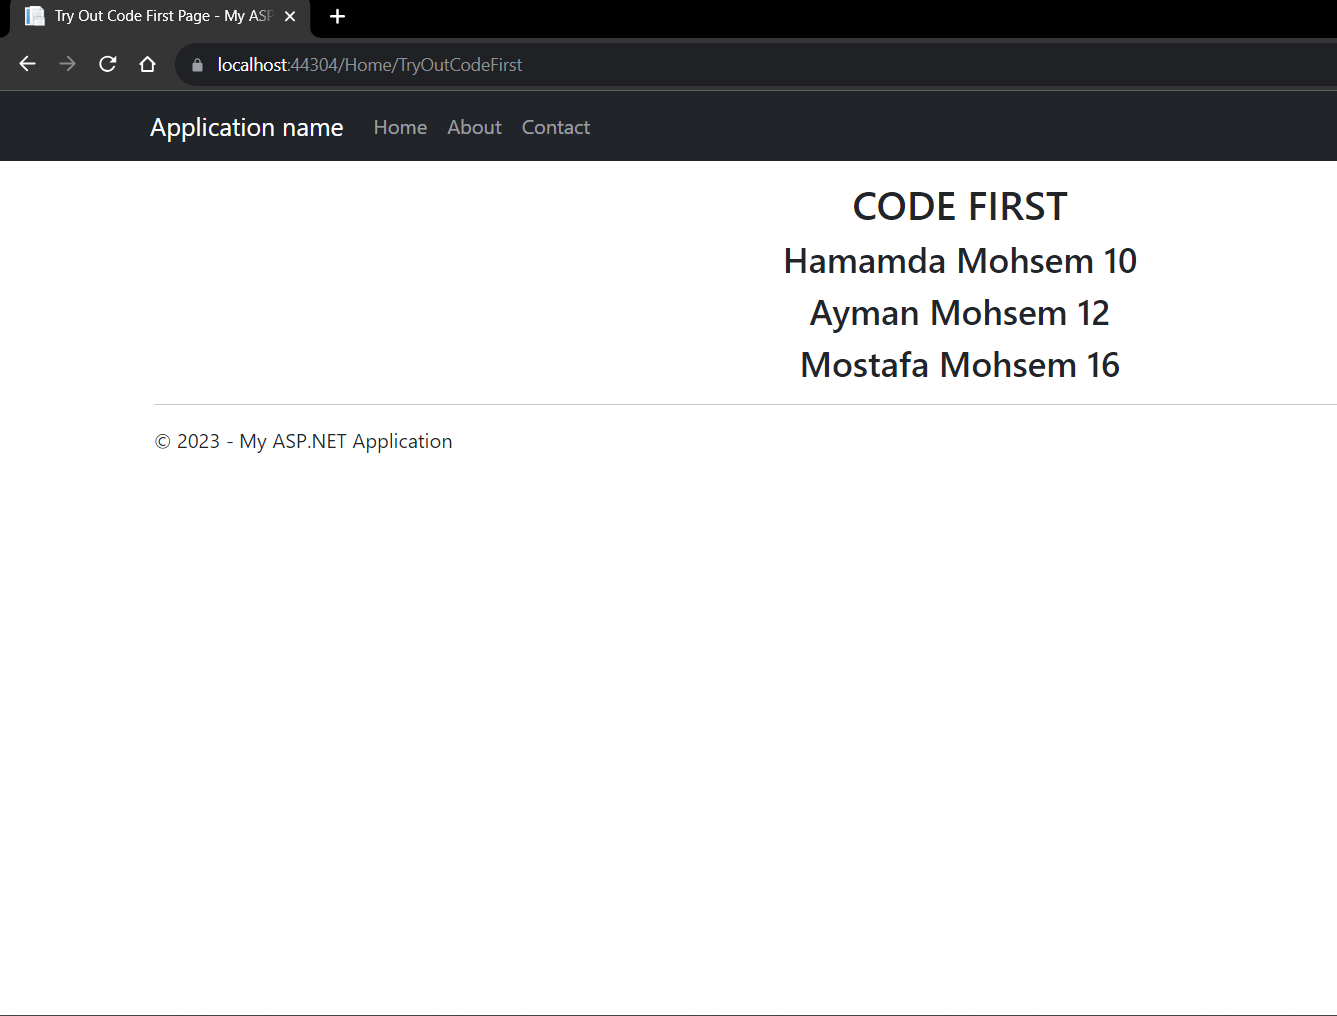 Try Out Code First Page - My ASP
localhost:44304/Home/TryOutCodeFirst
Application name Home About Contact
CODE FIRST
Hamamda Mohsem 10
Ayman Mohsem 12
Mostafa Mohsem 16
© 2023 - My ASP.NET Application